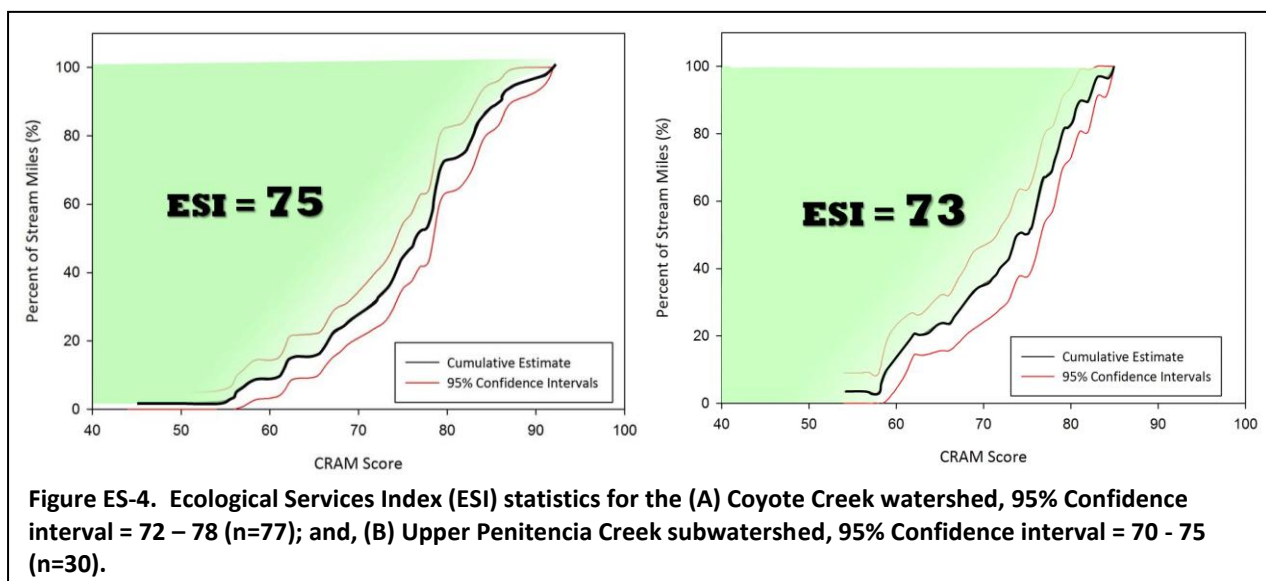 Percent of Stream Miles (%)
100
80
60
40
20
0
40 50 60 70 80 90 100
CRAM Score
ESI = 75
Cumulative Estimate
95% Confidence Intervals
Percent of Stream Miles (%)
100
80
60
40
20
0
40 50 60 70 80 90 100
CRAM Score
ESI = 73
Cumulative Estimate
95% Confidence Intervals
Figure ES-4. Ecological Services Index (ESI) statistics for the (A) Coyote Creek watershed, 95% Confidence
interval = 72 – 78 (n=77); and, (B) Upper Penitencia Creek subwatershed, 95% Confidence interval = 70 - 75
(n=30).